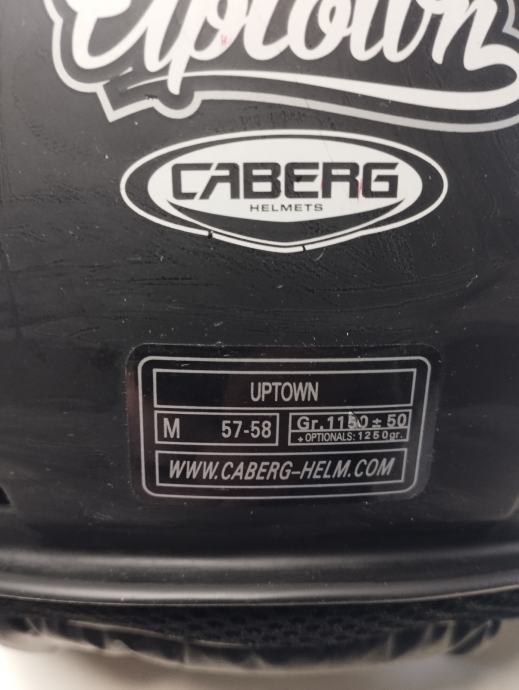 Uptown
CABERG
HELMETS
UPTOWN
M 57-58 Gr.1150 ± 50
+OPTIONALS: 1250gr.
WWW.CABERG-HELM.COM